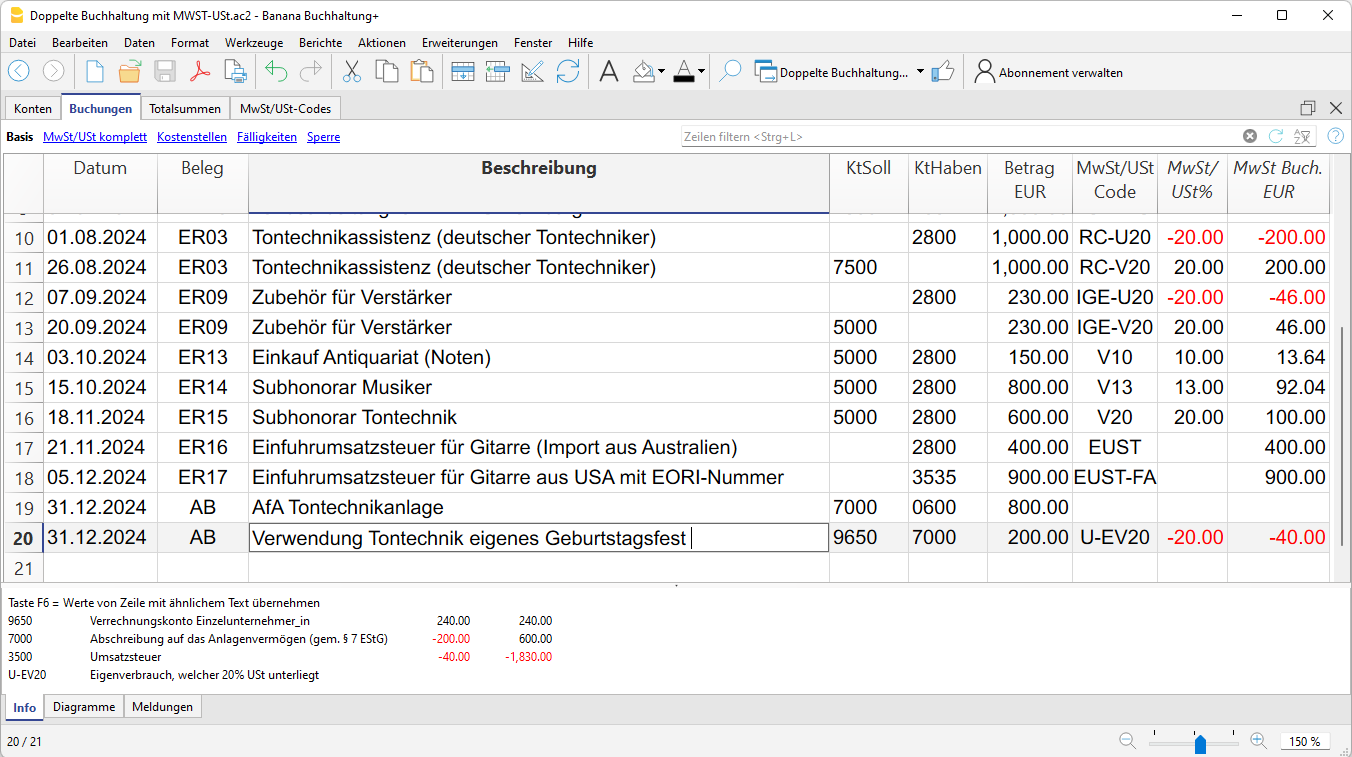 Doppelte Buchhaltung mit MWST-USt.ac2 - Banana Buchhaltung+
Datei Bearbeiten Daten Format Werkzeuge Berichte Aktionen Erweiterungen Fenster Hilfe
Doppelte Buchhaltung... Abonnement verwalten
Konten Buchungen Totalsummen MwSt/USt-Codes
Basis MwSt/USt komplett Kostenstellen Fälligkeiten Sperre Zeilen filtern <Strg+L>
Datum Beleg Beschreibung KtSoll KtHaben Betrag EUR MwSt/USt Code MwSt/USt% MwSt Buch. EUR
10 01.08.2024 ER03 Tontechnikassistenz (deutscher Tontechniker) 2800 1,000.00 RC-U20 -20.00 -200.00
11 26.08.2024 ER03 Tontechnikassistenz (deutscher Tontechniker) 7500 1,000.00 RC-V20 20.00 200.00
12 07.09.2024 ER09 Zubehör für Verstärker 2800 230.00 IGE-U20 -20.00 -46.00
13 20.09.2024 ER09 Zubehör für Verstärker 5000 230.00 IGE-V20 20.00 46.00
14 03.10.2024 ER13 Einkauf Antiquariat (Noten) 5000 2800 150.00 V10 10.00 13.64
15 15.10.2024 ER14 Subhonorar Musiker 5000 2800 800.00 V13 13.00 92.04
16 18.11.2024 ER15 Subhonorar Tontechnik 5000 2800 600.00 V20 20.00 100.00
17 21.11.2024 ER16 Einfuhrumsatzsteuer für Gitarre (Import aus Australien) 2800 400.00 EUST 400.00
18 05.12.2024 ER17 Einfuhrumsatzsteuer für Gitarre aus USA mit EORI-Nummer 3535 900.00 EUST-FA 900.00
19 31.12.2024 AB AfA Tontechnikanlage 7000 0600 800.00
20 31.12.2024 AB Verwendung Tontechnik eigenes Geburtstagsfest 9650 7000 200.00 U-EV20 -20.00 -40.00
21
Taste F6 = Werte von Zeile mit ähnlichem Text übernehmen
9650 Verrechnungskonto Einzelunternehmer_in 240.00 240.00
7000 Abschreibung auf das Anlagenvermögen (gem. § 7 EStG) -200.00 600.00
3500 Umsatzsteuer -40.00 -1,830.00
U-EV20 Eigenverbrauch, welcher 20% USt unterliegt
Info Diagramme Meldungen
20 / 21 150 %